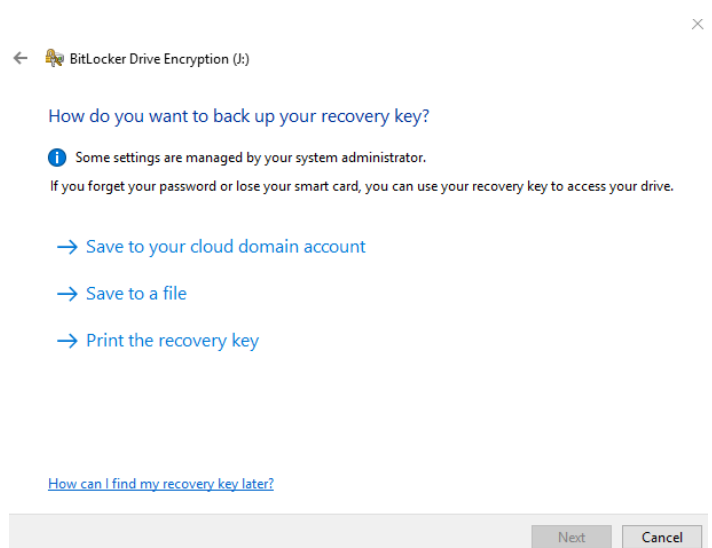 BitLocker Drive Encryption (J:)
How do you want to back up your recovery key?
Some settings are managed by your system administrator.
If you forget your password or lose your smart card, you can use your recovery key to access your drive.
Save to your cloud domain account
Save to a file
Print the recovery key
How can I find my recovery key later?
Next
Cancel